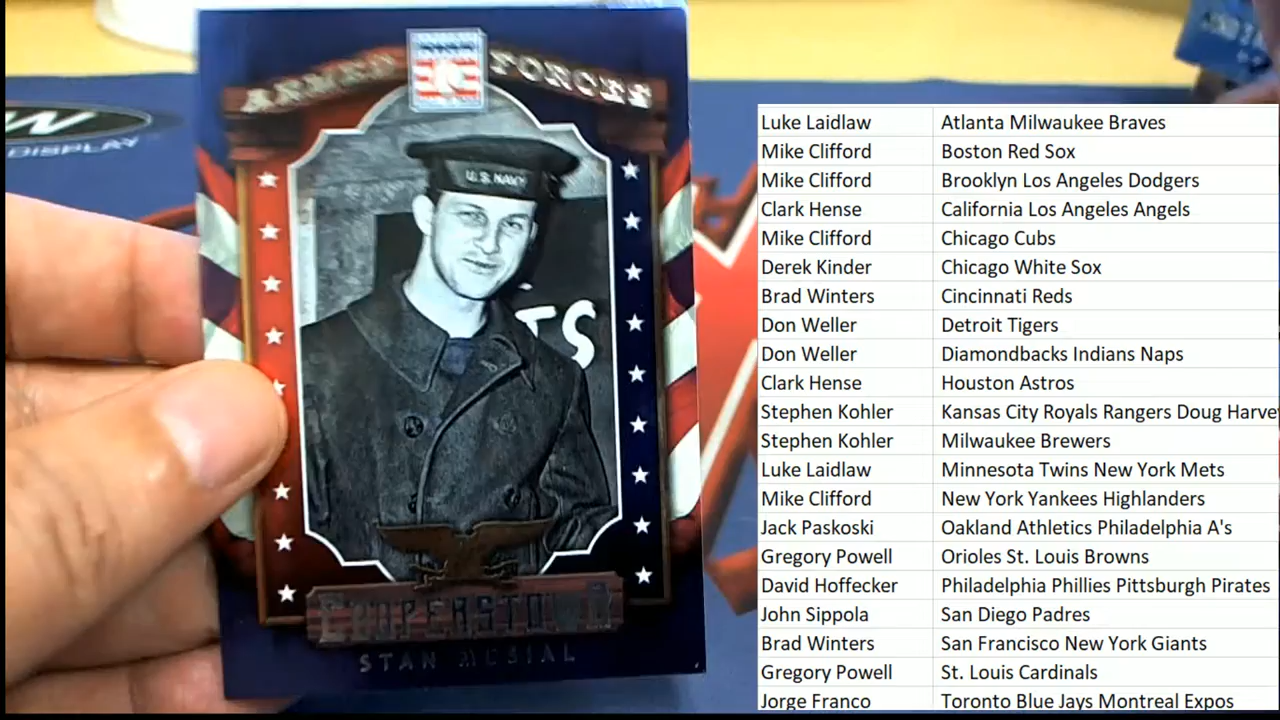 ARMED FORCES
U.S. NAVY
TS
COOPERSTOWN
STAN MUSIAL
W
DISPLAY
Luke Laidlaw Atlanta Milwaukee Braves
Mike Clifford Boston Red Sox
Mike Clifford Brooklyn Los Angeles Dodgers
Clark Hense California Los Angeles Angels
Mike Clifford Chicago Cubs
Derek Kinder Chicago White Sox
Brad Winters Cincinnati Reds
Don Weller Detroit Tigers
Don Weller Diamondbacks Indians Naps
Clark Hense Houston Astros
Stephen Kohler Kansas City Royals Rangers Doug Harve
Stephen Kohler Milwaukee Brewers
Luke Laidlaw Minnesota Twins New York Mets
Mike Clifford New York Yankees Highlanders
Jack Paskoski Oakland Athletics Philadelphia A's
Gregory Powell Orioles St. Louis Browns
David Hoffecker Philadelphia Phillies Pittsburgh Pirates
John Sippola San Diego Padres
Brad Winters San Francisco New York Giants
Gregory Powell St. Louis Cardinals
Jorge Franco Toronto Blue Jays Montreal Expos